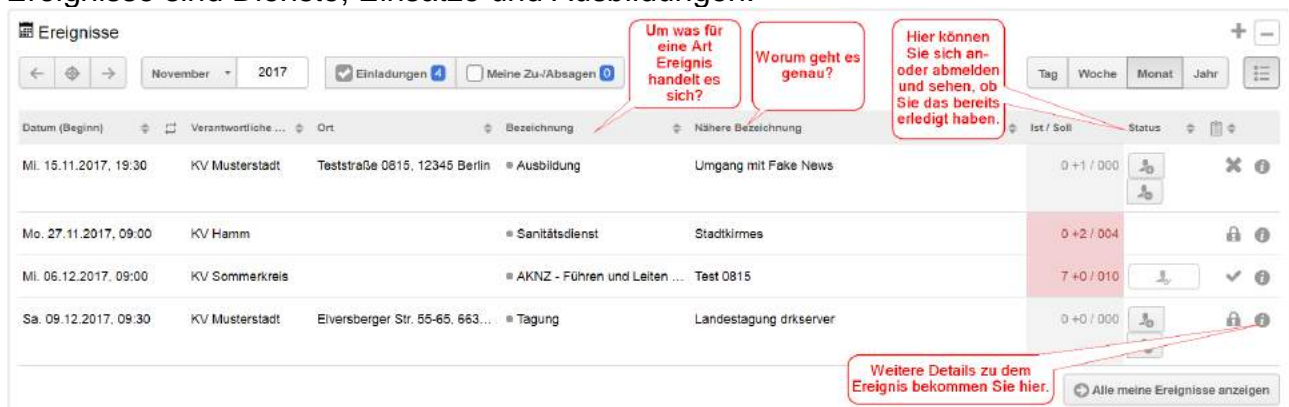 Ereignisse sind Dienste, Einsätze und Ausbildungen.
Ereignisse
Um was für
eine Art
Ereignis
handelt es
sich?
Worum geht es
genau?
Hier können
Sie sich an-
oder abmelden
und sehen, ob
Sie das bereits
erledigt haben.
November 2017 Einladungen 4 Meine Zu-/Absagen 0 Tag Woche Monat Jahr
Datum (Beginn) Verantwortliche ... Ort Bezeichnung Nähere Bezeichnung Ist / Soll Status
Mi. 15.11.2017, 19:30 KV Musterstadt Teststraße 0815, 12345 Berlin Ausbildung Umgang mit Fake News 0 +1 / 000
Mo. 27.11.2017, 09:00 KV Hamm Sanitätsdienst Stadtkirmes 0 +2 / 004
Mi. 06.12.2017, 09:00 KV Sommerkreis AKNZ - Führen und Leiten ... Test 0815 7 +0 / 010
Sa. 09.12.2017, 09:30 KV Musterstadt Elversberger Str. 55-65, 663... Tagung Landestagung drkserver 0 +0 / 000
Weitere Details zu dem
Ereignis bekommen Sie hier.
Alle meine Ereignisse anzeigen